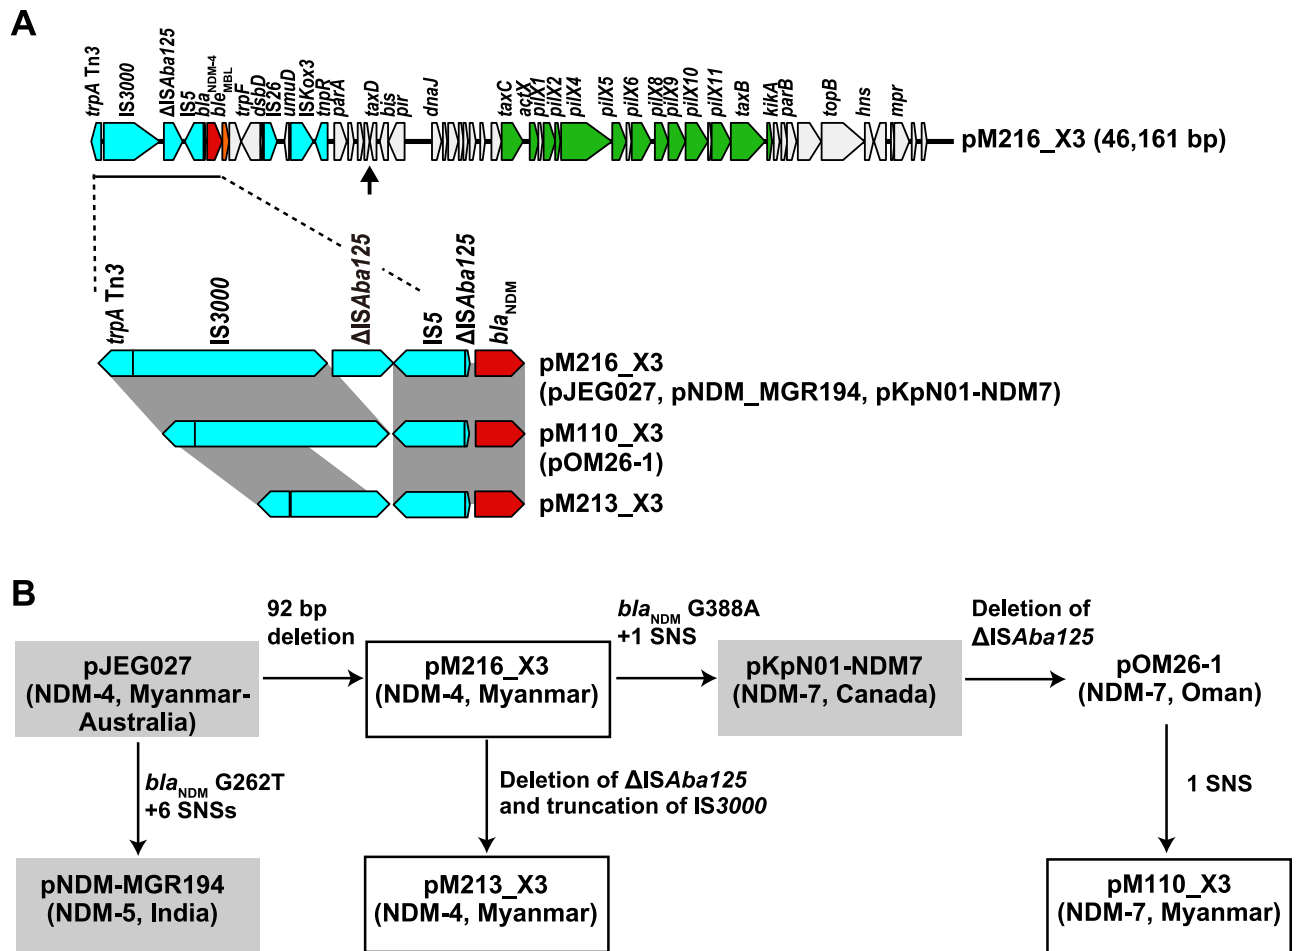 A
trpA Tn3
IS3000
ΔISAba125
IS5
blaNDM-4
bleMBL
trpF
dsbD
IS26
umuD
ISKox3
tnpR
parA
taxD
bis
pir
dnaJ
taxC
actX
pilX1
pilX2
pilX4
pilX5
pilX6
pilX8
pilX9
pilX10
pilX11
taxB
kikA
parB
topB
hns
mpr
pM216_X3 (46,161 bp)
trpA Tn3
IS3000
ΔISAba125
IS5
ΔISAba125
blaNDM
pM216_X3
(pJEG027, pNDM_MGR194, pKpN01-NDM7)
pM110_X3
(pOM26-1)
pM213_X3
B
pJEG027
(NDM-4, Myanmar-
Australia)
92 bp
deletion
pM216_X3
(NDM-4, Myanmar)
blaNDM G388A
+1 SNS
pKpN01-NDM7
(NDM-7, Canada)
Deletion of
ΔISAba125
pOM26-1
(NDM-7, Oman)
blaNDM G262T
+6 SNSs
Deletion of ΔISAba125
and truncation of IS3000
1 SNS
pNDM-MGR194
(NDM-5, India)
pM213_X3
(NDM-4, Myanmar)
pM110_X3
(NDM-7, Myanmar)